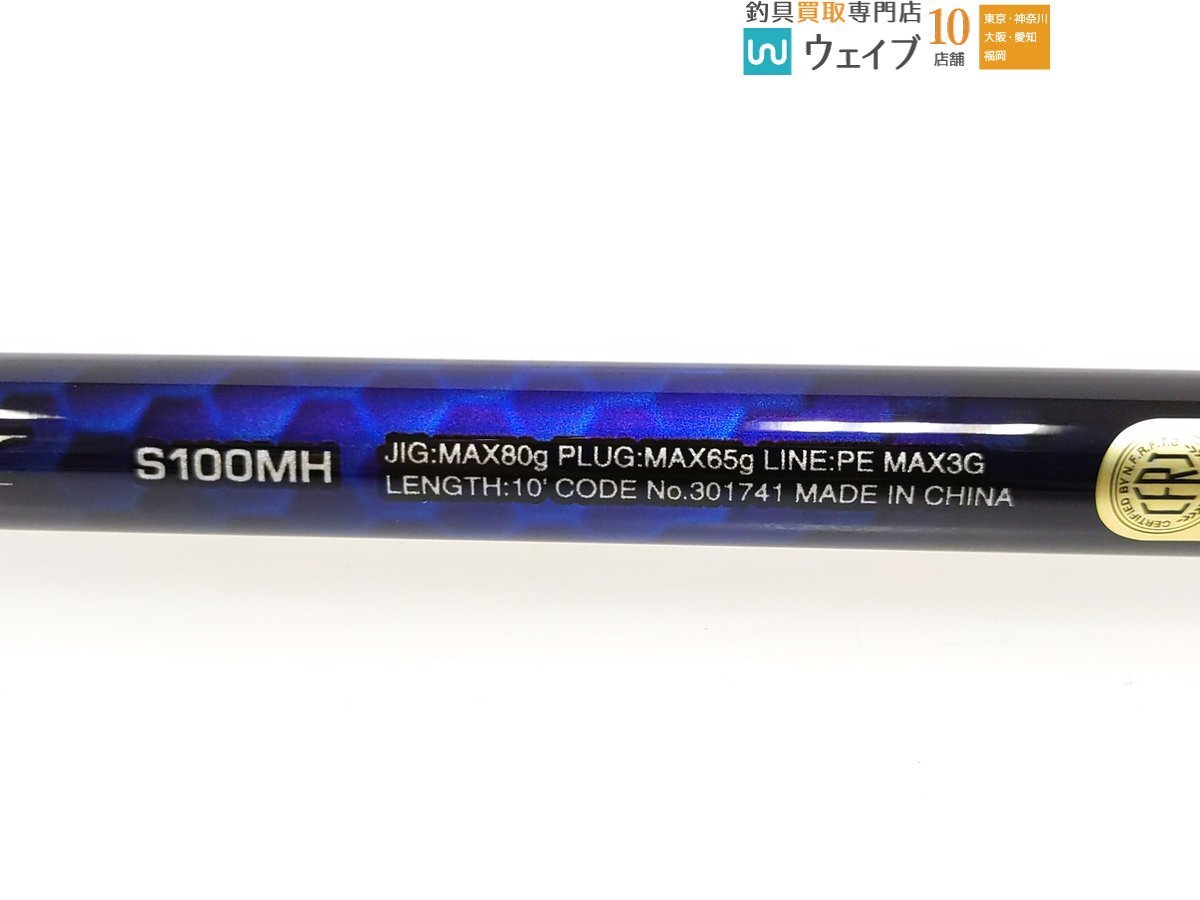 釣具買取専門店
ウェイブ
10
店舗
東京・神奈川
大阪・愛知
福岡
S100MH
JIG:MAX80g PLUG:MAX65g LINE:PE MAX3G
LENGTH:10' CODE No.301741 MADE IN CHINA
CERTIFIED BY N.F.R.F.T.C